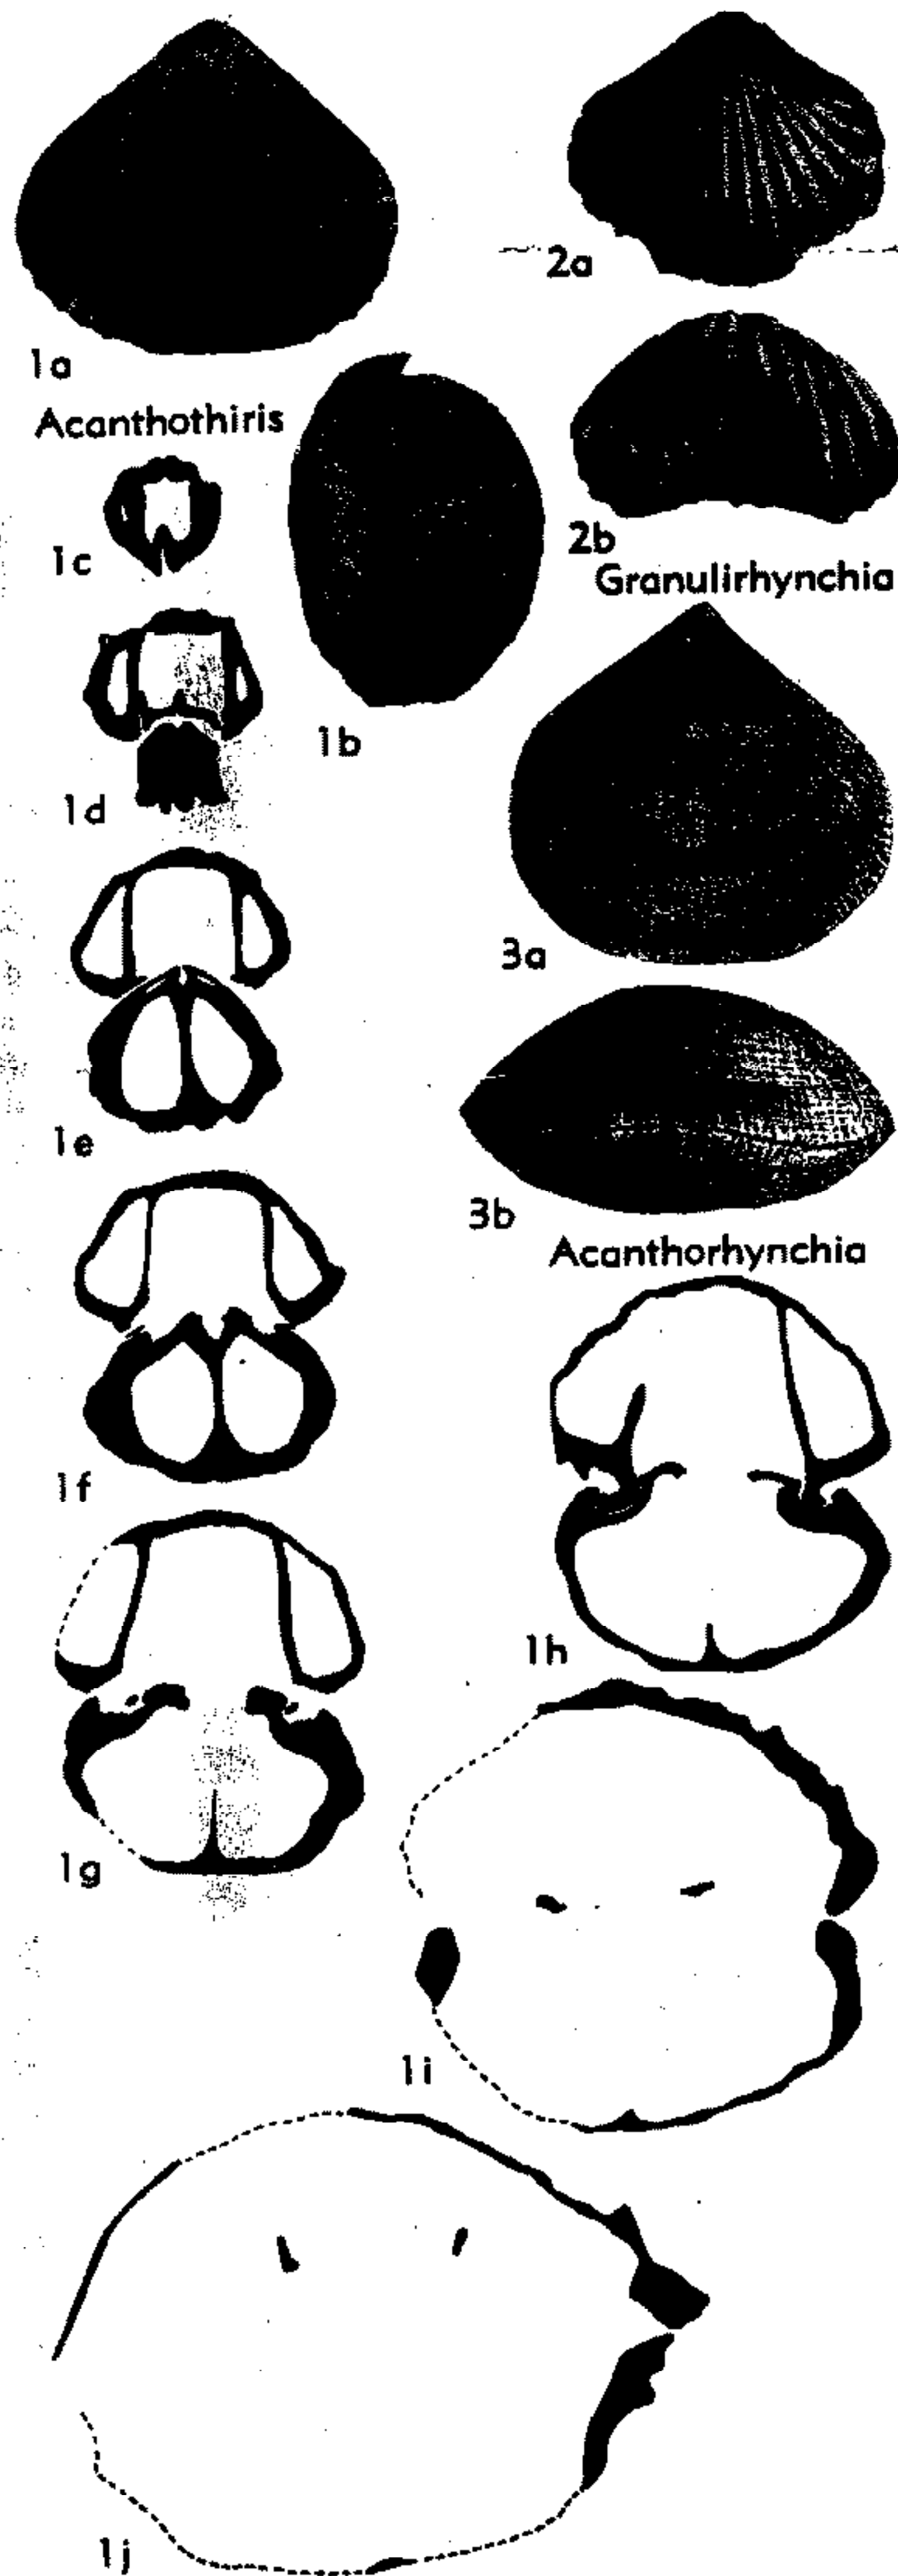 1a
2a
Acanthothiris
1c
2b
Granulirhynchia
1b
1d
3a
1e
3b
Acanthorhynchia
1f
1h
1g
1i
1j